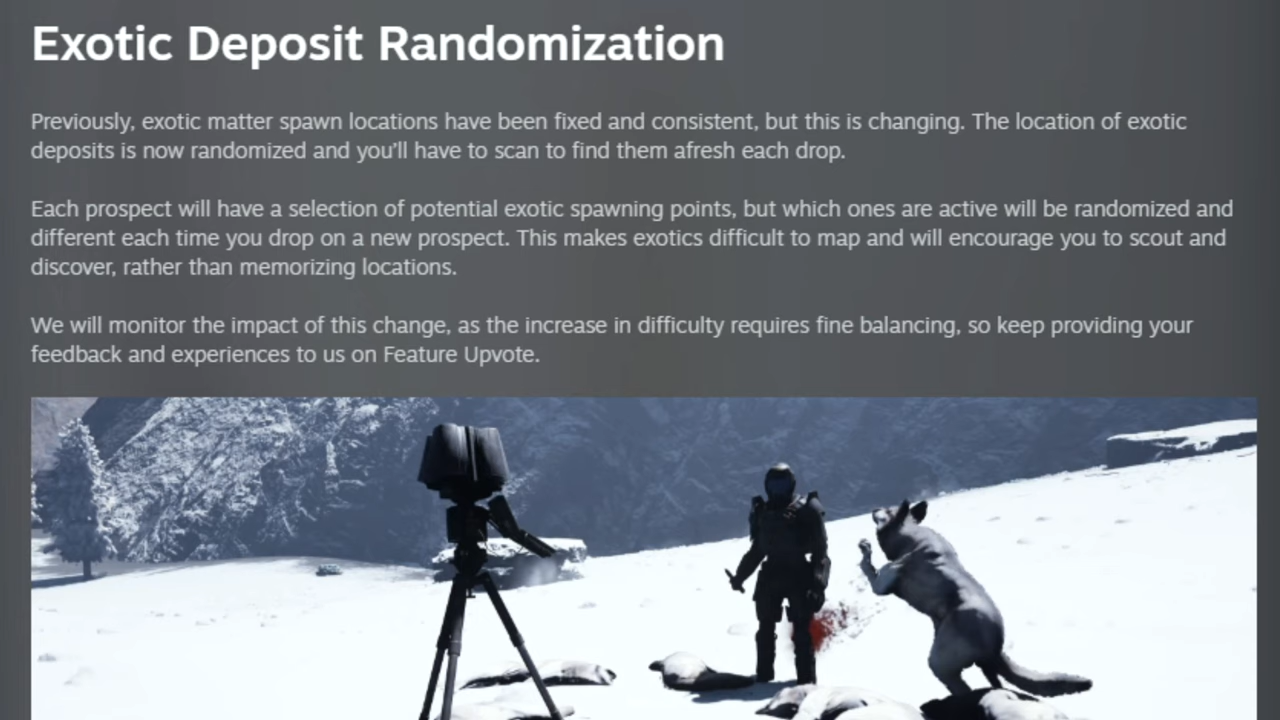 Exotic Deposit Randomization
Previously, exotic matter spawn locations have been fixed and consistent, but this is changing. The location of exotic
deposits is now randomized and you'll have to scan to find them afresh each drop.
Each prospect will have a selection of potential exotic spawning points, but which ones are active will be randomized and
different each time you drop on a new prospect. This makes exotics difficult to map and will encourage you to scout and
discover, rather than memorizing locations.
We will monitor the impact of this change, as the increase in difficulty requires fine balancing, so keep providing your
feedback and experiences to us on Feature Upvote.